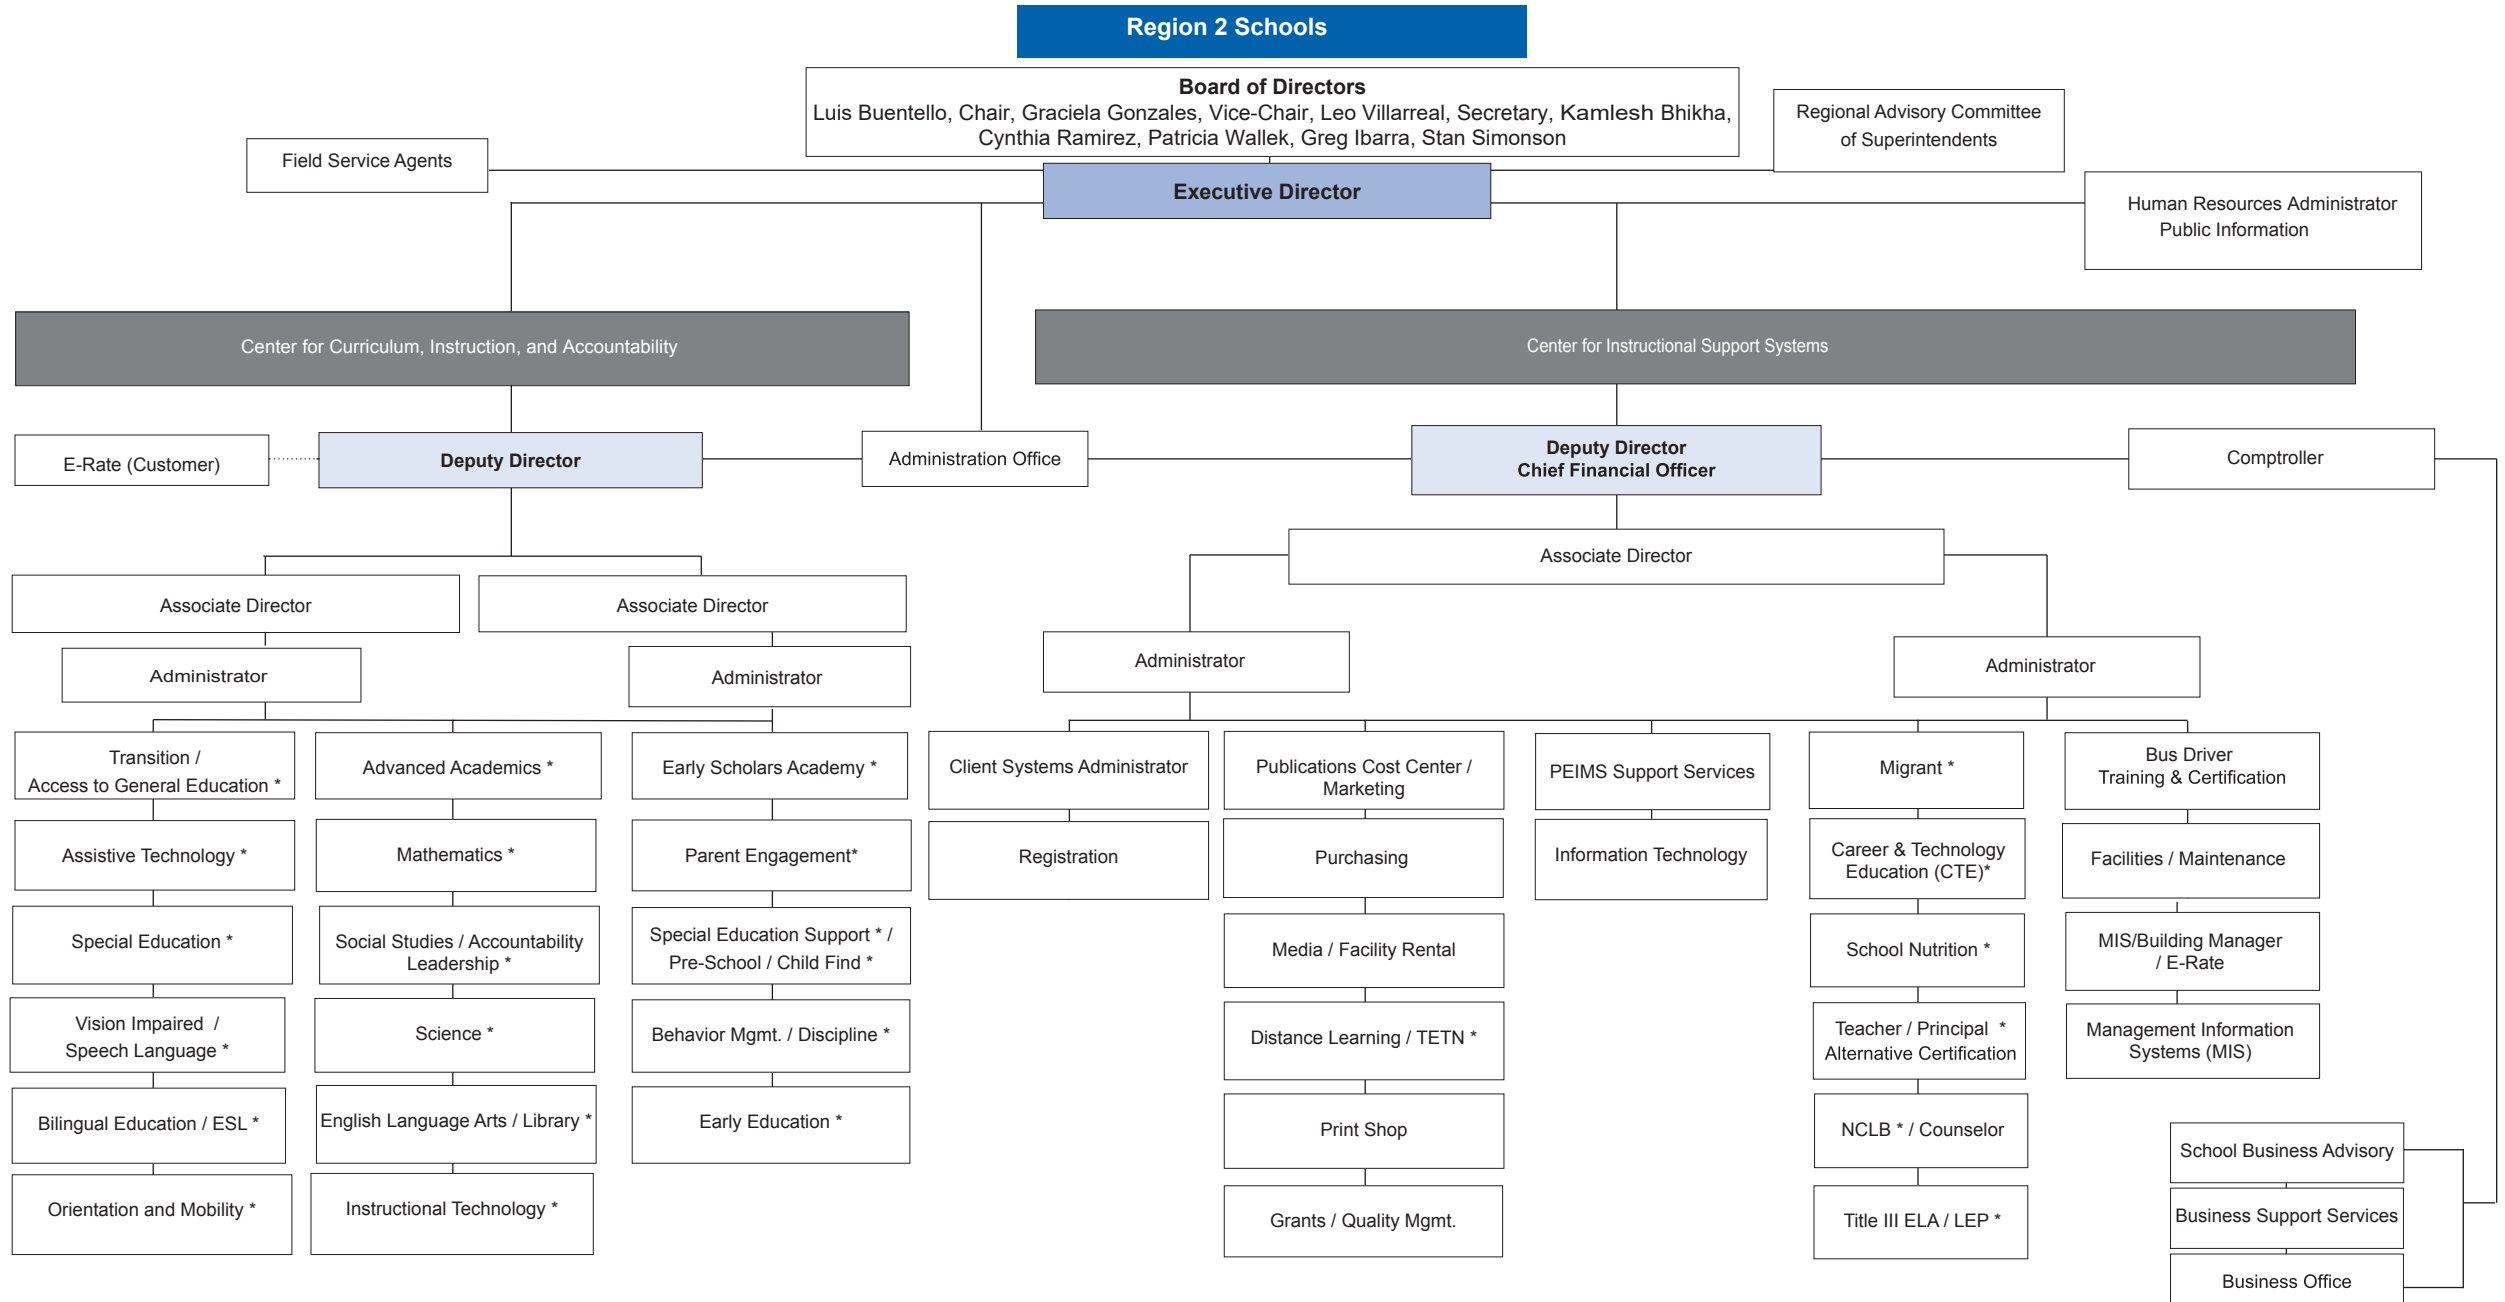 Region 2 Schools
Board of Directors
Luis Buentello, Chair, Graciela Gonzales, Vice-Chair, Leo Villarreal, Secretary, Kamlesh Bhikha,
Cynthia Ramirez, Patricia Wallek, Greg Ibarra, Stan Simonson
Regional Advisory Committee
of Superintendents
Field Service Agents
Executive Director
Human Resources Administrator
Public Information
Center for Curriculum, Instruction, and Accountability
Center for Instructional Support Systems
E-Rate (Customer)
Deputy Director
Administration Office
Deputy Director
Chief Financial Officer
Comptroller
Associate Director
Associate Director
Associate Director
Administrator
Administrator
Administrator
Administrator
Transition /
Access to General Education *
Assistive Technology *
Special Education *
Vision Impaired /
Speech Language *
Bilingual Education / ESL *
Orientation and Mobility *
Advanced Academics *
Mathematics *
Social Studies / Accountability
Leadership *
Science *
English Language Arts / Library *
Instructional Technology *
Early Scholars Academy *
Parent Engagement*
Special Education Support * /
Pre-School / Child Find *
Behavior Mgmt. / Discipline *
Early Education *
Client Systems Administrator
Registration
Publications Cost Center /
Marketing
Purchasing
Media / Facility Rental
Distance Learning / TETN *
Print Shop
Grants / Quality Mgmt.
PEIMS Support Services
Information Technology
Migrant *
Career & Technology
Education (CTE)*
School Nutrition *
Teacher / Principal *
Alternative Certification
NCLB * / Counselor
Title III ELA / LEP *
Bus Driver
Training & Certification
Facilities / Maintenance
MIS/Building Manager
/ E-Rate
Management Information
Systems (MIS)
School Business Advisory
Business Support Services
Business Office